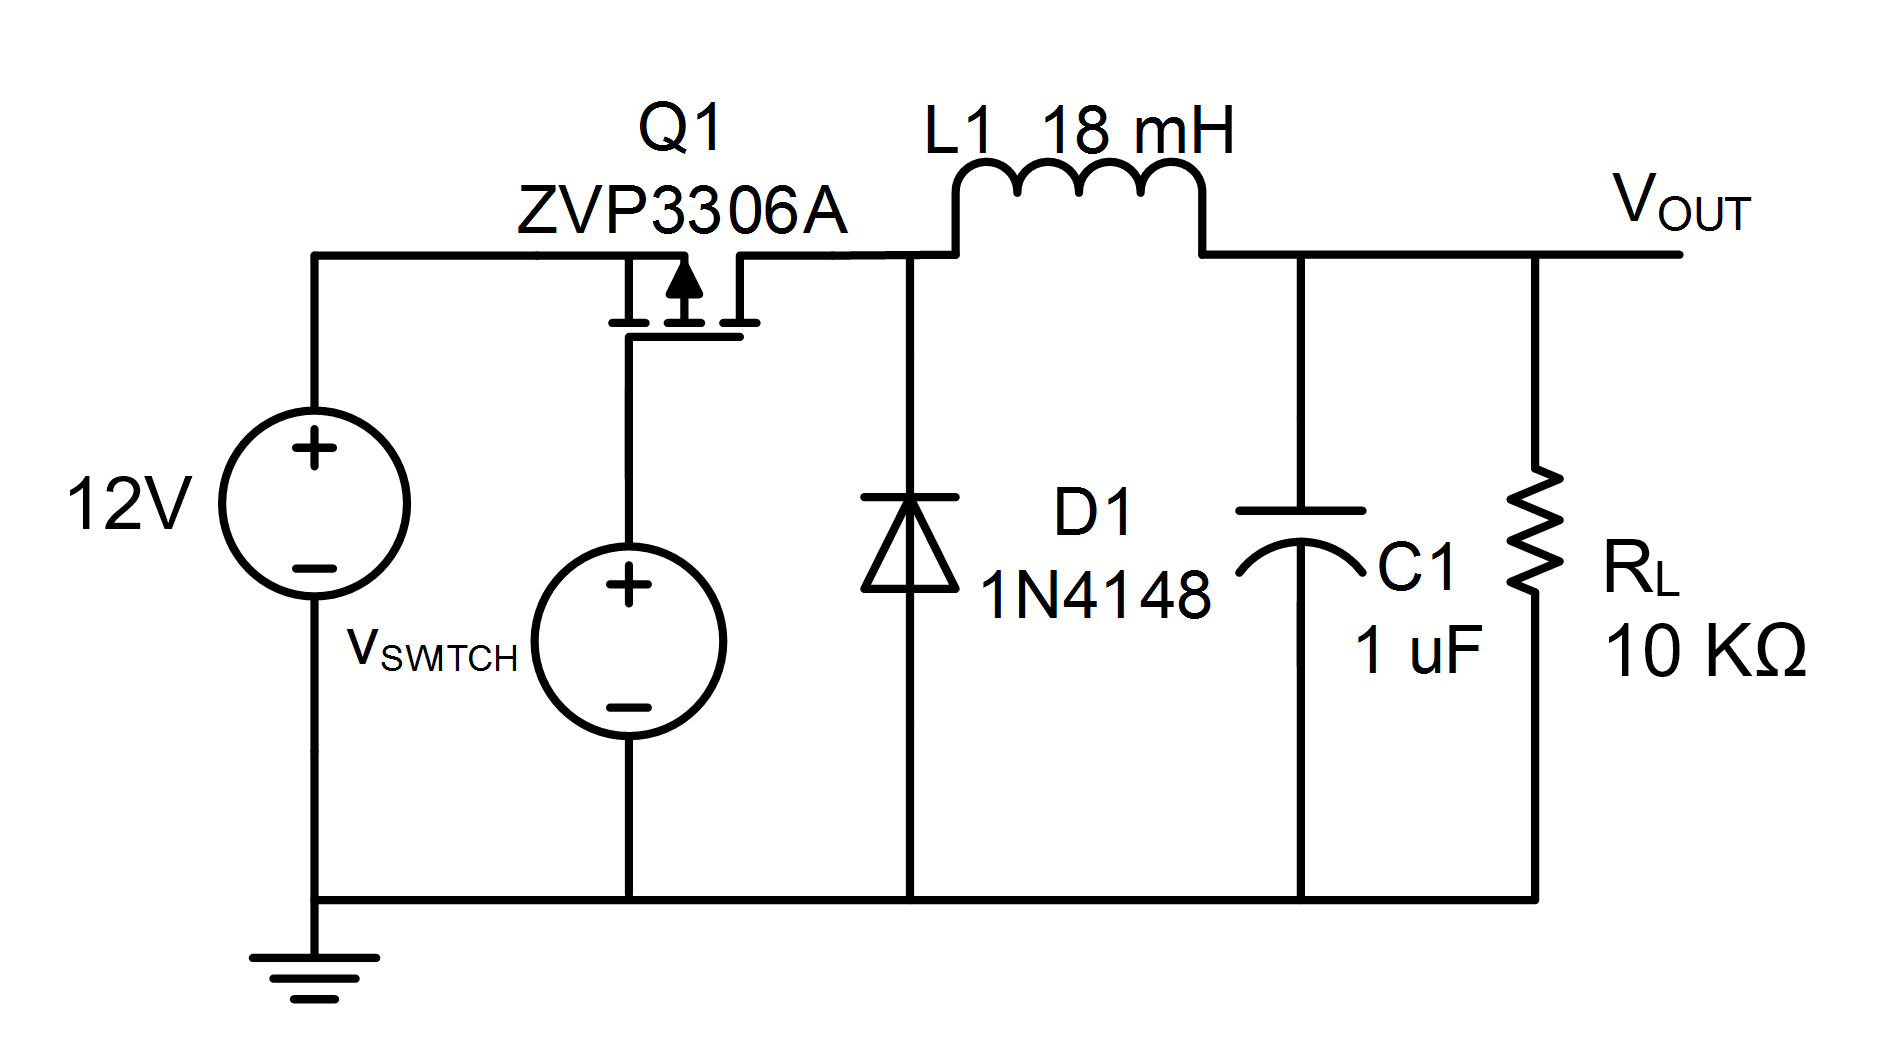 Q1
ZVP3306A
L1 18 mH
VOUT
12V
vSWITCH
D1
1N4148
C1
1 uF
RL
10 KΩ